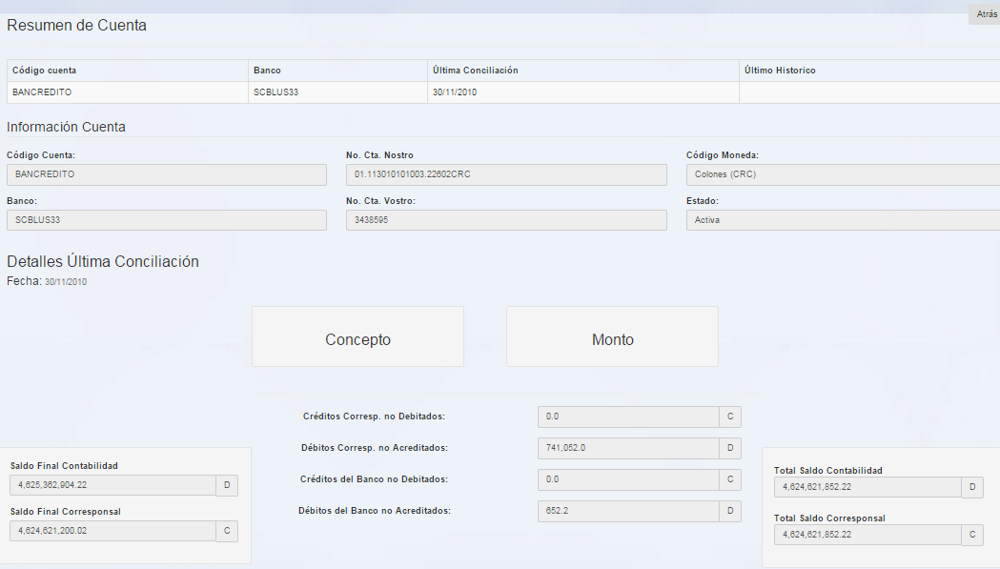 Atrás
Resumen de Cuenta
Código cuenta Banco Última Conciliación Último Historico
BANCREDITO SCBLUS33 30/11/2010
Información Cuenta
Código Cuenta: No. Cta. Nostro Código Moneda:
BANCREDITO 01.113010101003.22602CRC Colones (CRC)
Banco: No. Cta. Vostro: Estado:
SCBLUS33 3438595 Activa
Detalles Última Conciliación
Fecha: 30/11/2010
Concepto Monto
Créditos Corresp. no Debitados: 0.0 C
Débitos Corresp. no Acreditados: 741,052.0 D
Créditos del Banco no Debitados: 0.0 C
Débitos del Banco no Acreditados: 652.2 D
Saldo Final Contabilidad
4,625,362,904.22 D
Saldo Final Corresponsal
4,624,621,200.02 C
Total Saldo Contabilidad
4,624,621,852.22 D
Total Saldo Corresponsal
4,624,621,852.22 C